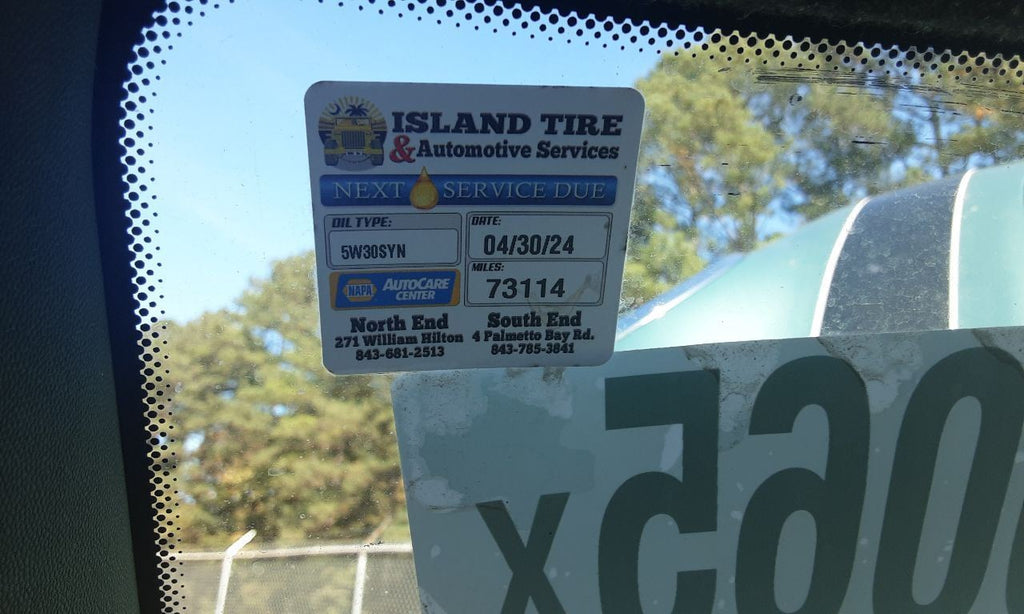 ISLAND TIRE
& Automotive Services
NEXT SERVICE DUE
OIL TYPE:
5W30SYN
DATE:
04/30/24
MILES:
73114
NAPA AUTOCARE CENTER
North End
271 William Hilton
843-681-2513
South End
4 Palmetto Bay Rd.
843-785-3841